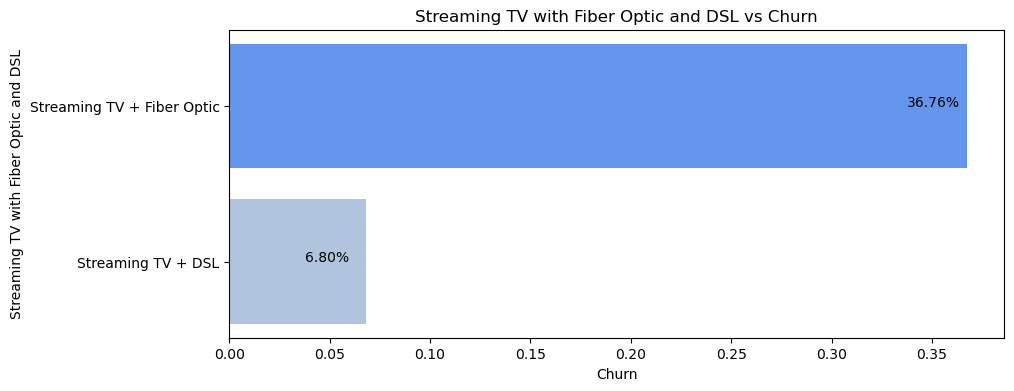 Streaming TV with Fiber Optic and DSL vs Churn
Streaming TV with Fiber Optic and DSL
Streaming TV + Fiber Optic
36.76%
Streaming TV + DSL
6.80%
0.00 0.05 0.10 0.15 0.20 0.25 0.30 0.35
Churn